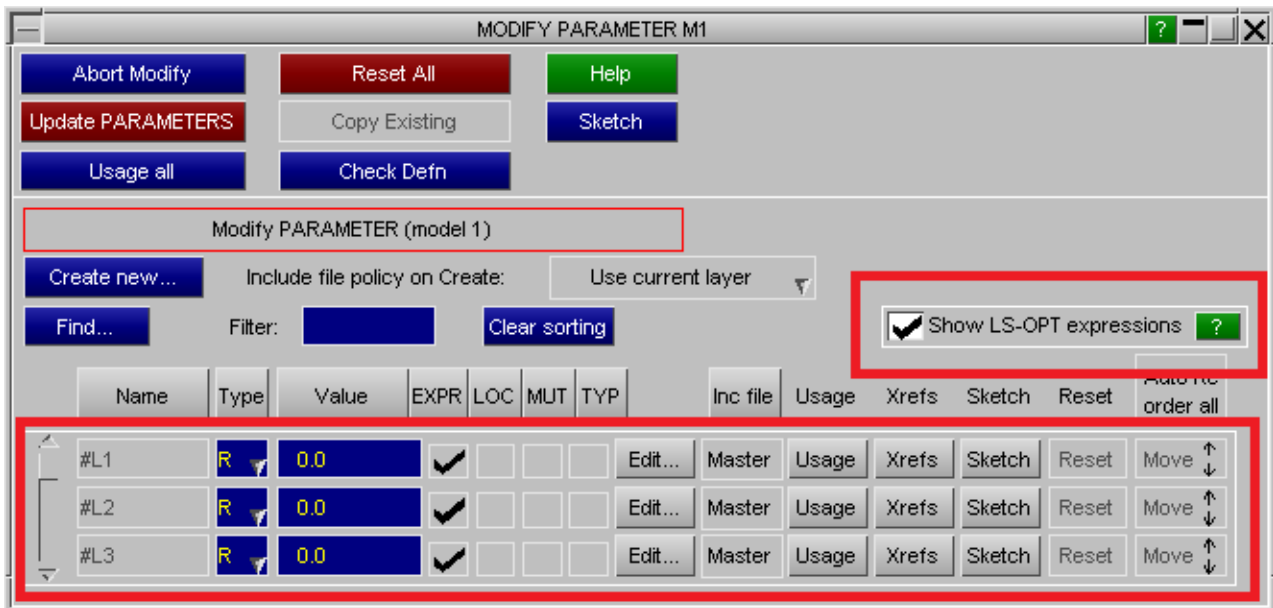 MODIFY PARAMETER M1 ?
Abort Modify Reset All Help
Update PARAMETERS Copy Existing Sketch
Usage all Check Defn
Modify PARAMETER (model 1)
Create new... Include file policy on Create: Use current layer
Find... Filter: Clear sorting Show LS-OPT expressions ?
Name Type Value EXPR LOC MUT TYP Inc file Usage Xrefs Sketch Reset
order all
#L1 R 0.0 Edit... Master Usage Xrefs Sketch Reset Move
#L2 R 0.0 Edit... Master Usage Xrefs Sketch Reset Move
#L3 R 0.0 Edit... Master Usage Xrefs Sketch Reset Move